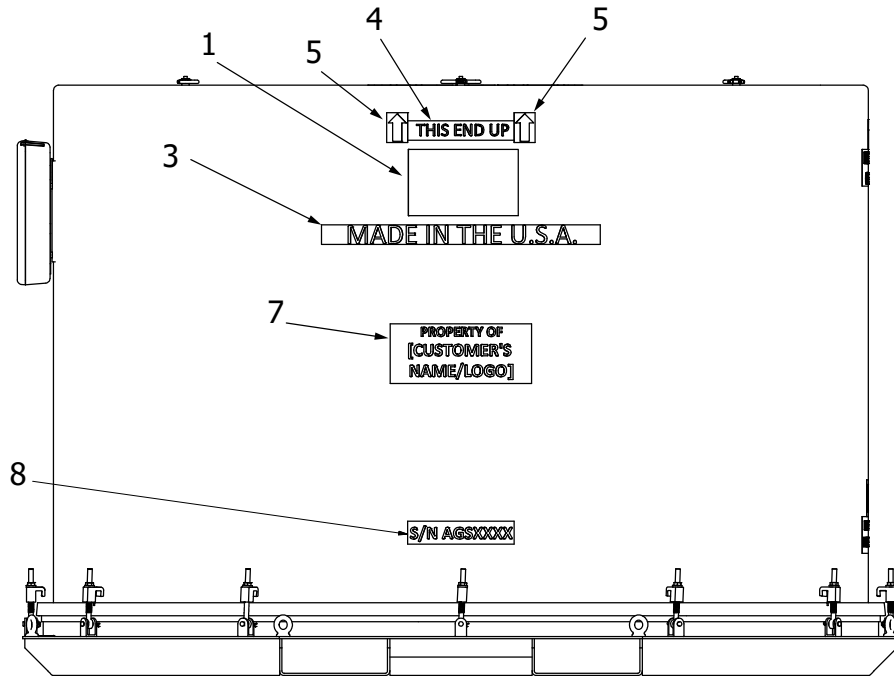 5
4
5
1
THIS END UP
3
MADE IN THE U.S.A.
7
PROPERTY OF
[CUSTOMER'S
NAME/LOGO]
8
S/N AGSXXXX